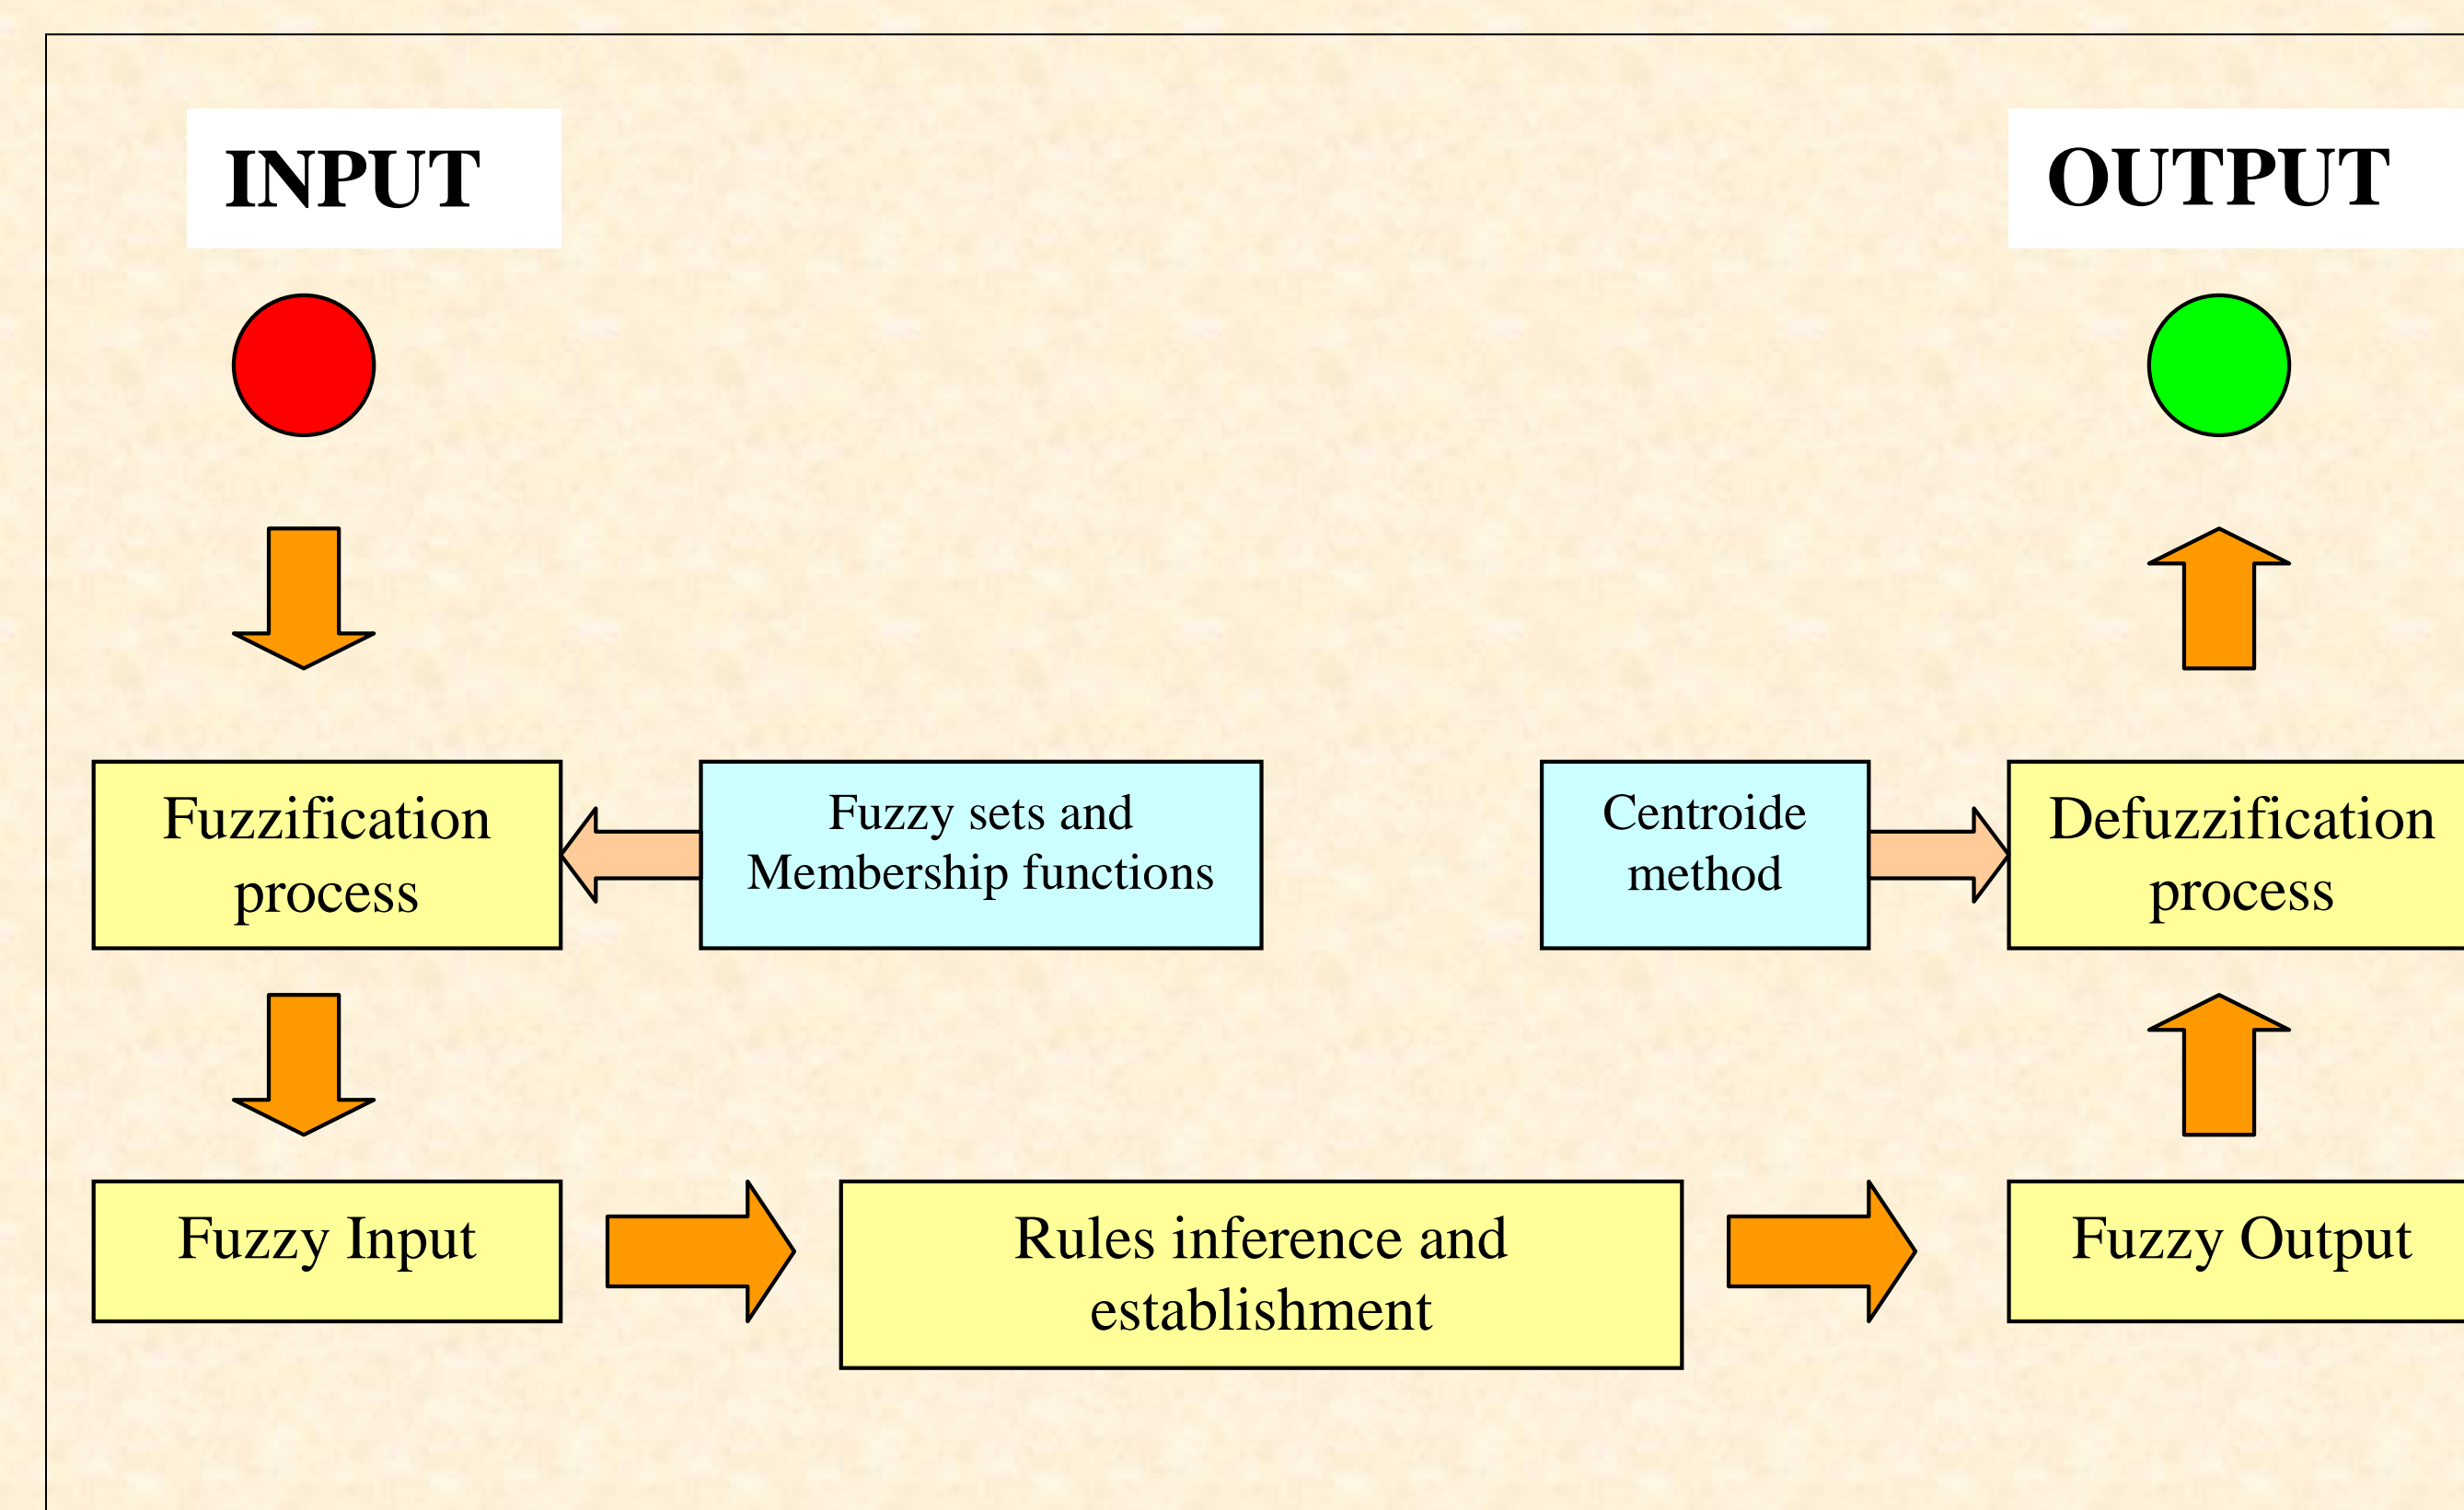 INPUT
OUTPUT
Fuzzification
process
Fuzzy sets and
Membership functions
Centroide
method
Defuzzification
process
Fuzzy Input
Rules inference and
establishment
Fuzzy Output